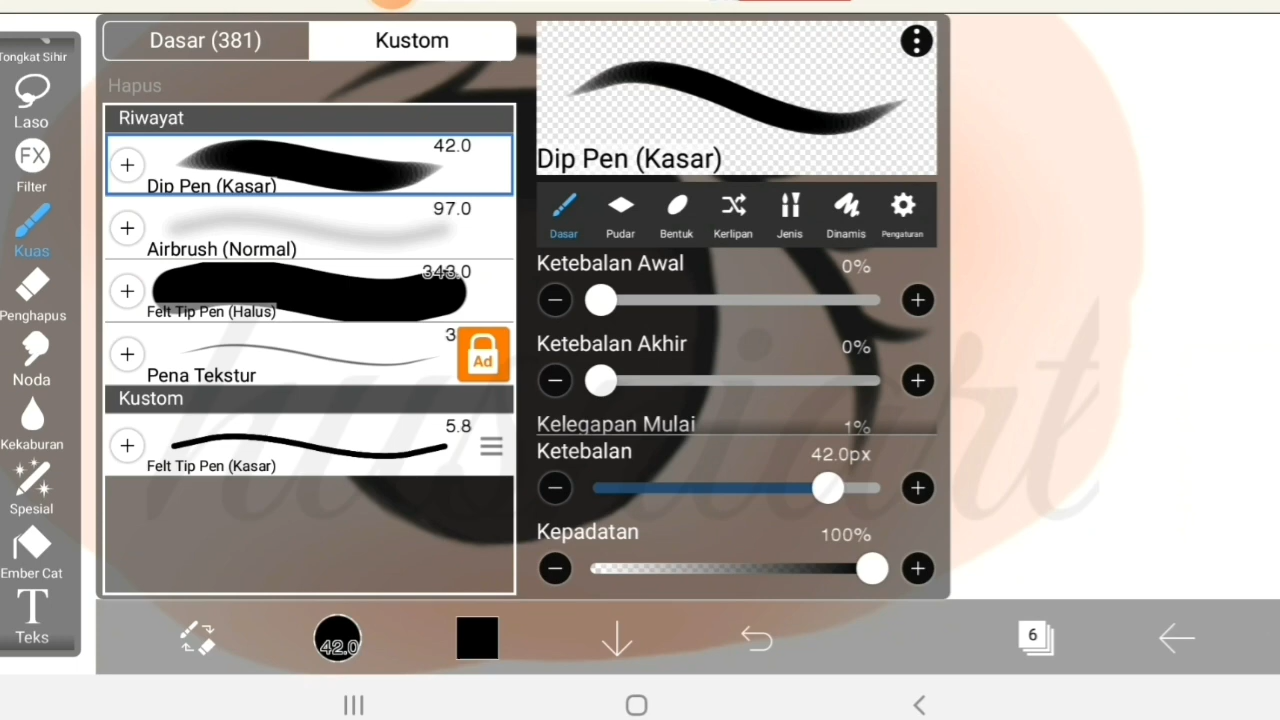 Tongkat Sihir
Laso
FX
Filter
Kuas
Penghapus
Noda
Kekaburan
Spesial
Ember Cat
T
Teks
Dasar (381)
Kustom
Hapus
Riwayat
42.0
Dip Pen (Kasar)
97.0
Airbrush (Normal)
343.0
Felt Tip Pen (Halus)
3
Ad
Pena Tekstur
Kustom
5.8
Felt Tip Pen (Kasar)
Dip Pen (Kasar)
Dasar
Pudar
Bentuk
Kerlipan
Jenis
Dinamis
Pengaturan
Ketebalan Awal
0%
Ketebalan Akhir
0%
Kelegapan Mulai
1%
Ketebalan
42.0px
Kepadatan
100%
42.0
6